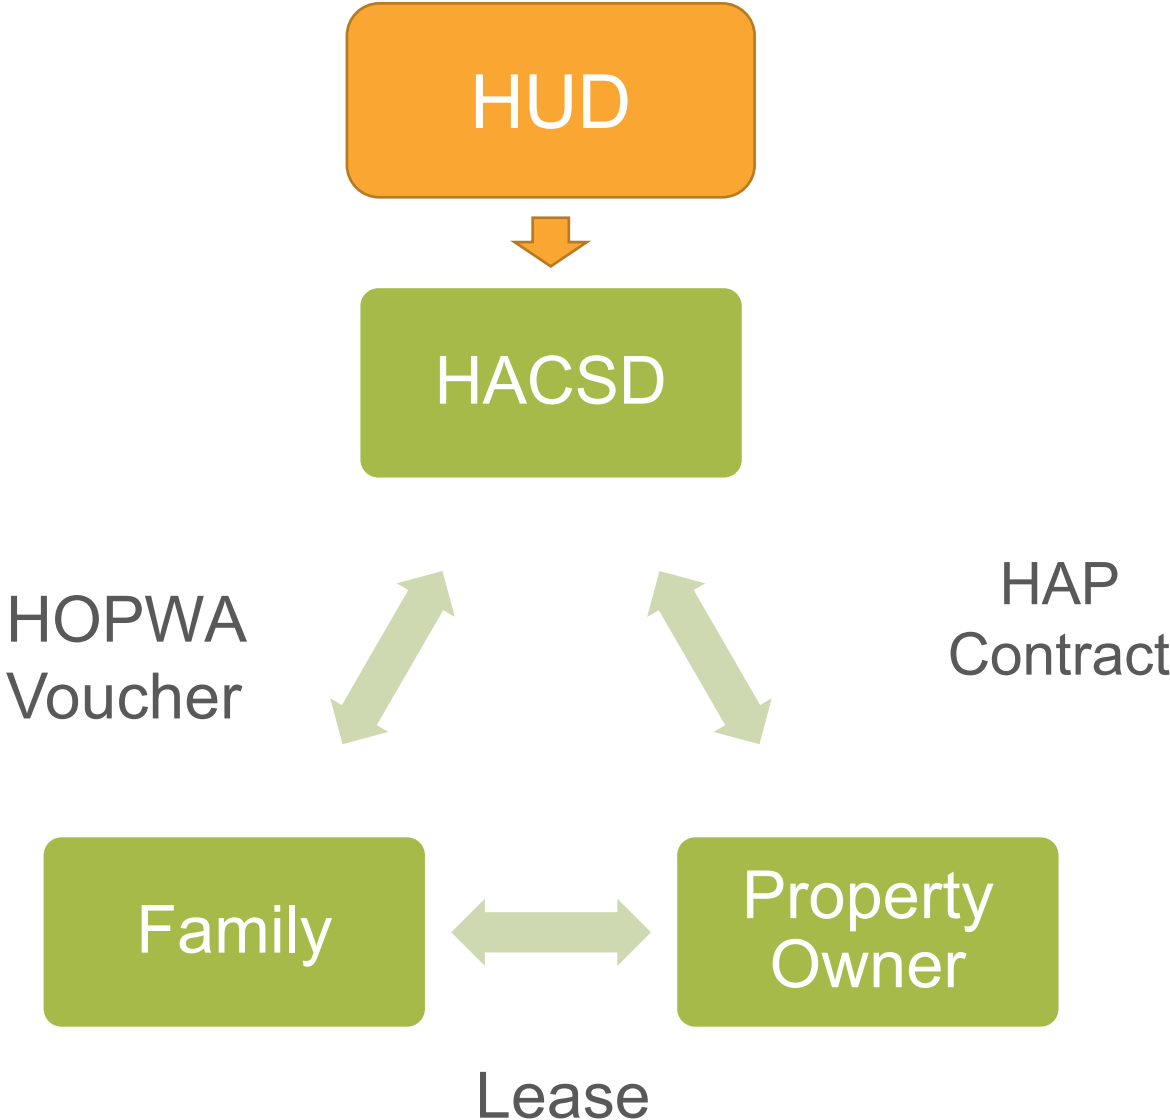 HUD
HACSD
HOPWA
Voucher
HAP
Contract
Family
Property
Owner
Lease